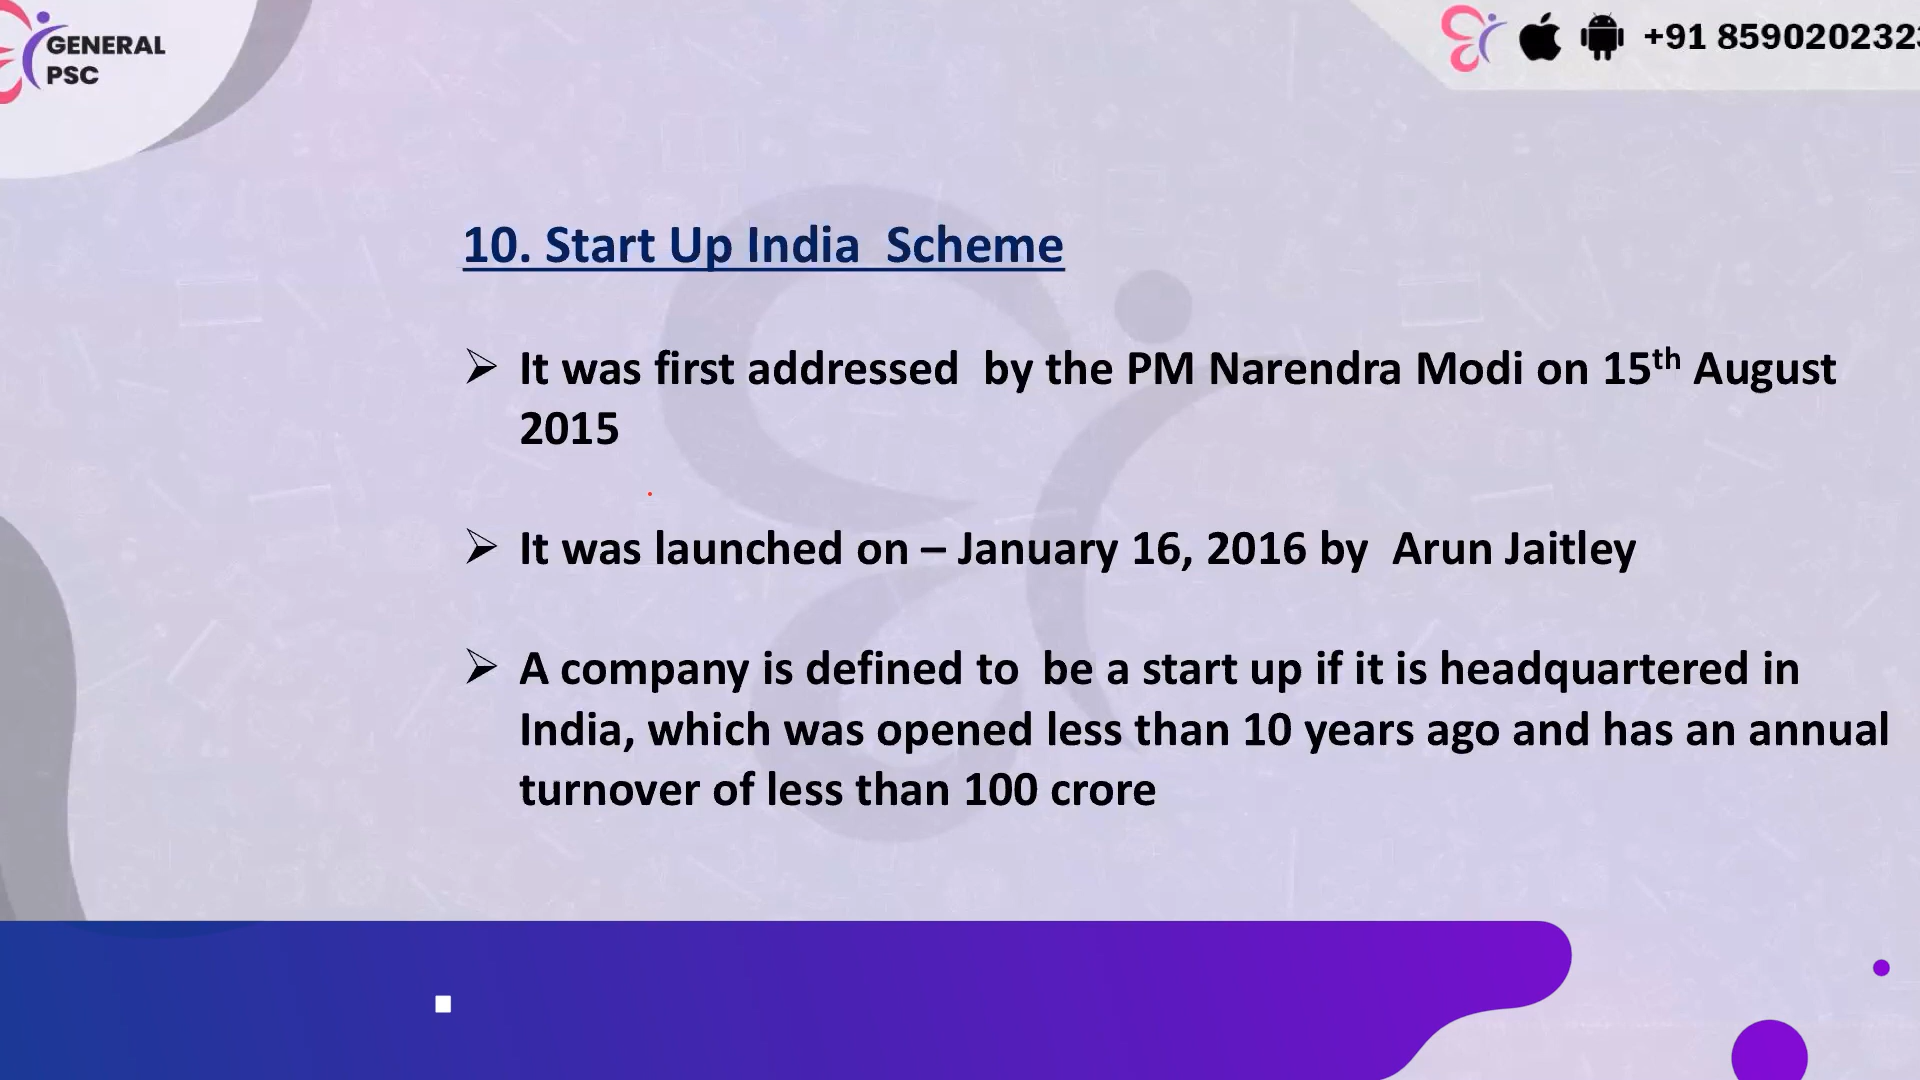 GENERAL
PSC
+91 859020232
10. Start Up India  Scheme
➢ It was first addressed  by the PM Narendra Modi on 15th August
2015
➢ It was launched on – January 16, 2016 by  Arun Jaitley
➢ A company is defined to  be a start up if it is headquartered in
India, which was opened less than 10 years ago and has an annual
turnover of less than 100 crore